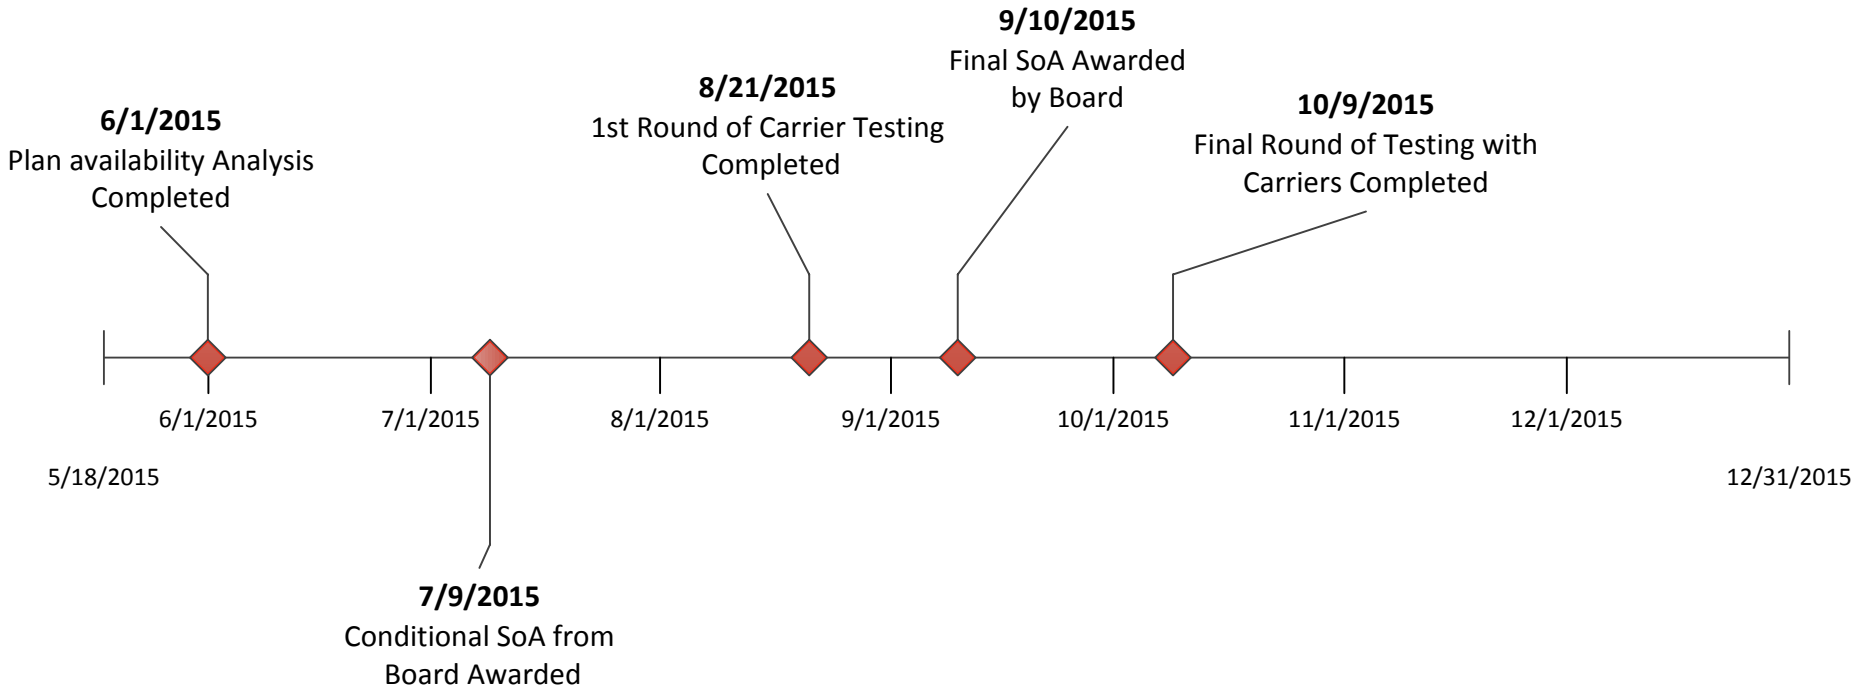 9/10/2015
Final SoA Awarded
by Board
8/21/2015
1st Round of Carrier Testing
Completed
10/9/2015
Final Round of Testing with
Carriers Completed
6/1/2015
Plan availability Analysis
Completed
6/1/2015
7/1/2015
8/1/2015
9/1/2015
10/1/2015
11/1/2015
12/1/2015
5/18/2015
12/31/2015
7/9/2015
Conditional SoA from
Board Awarded